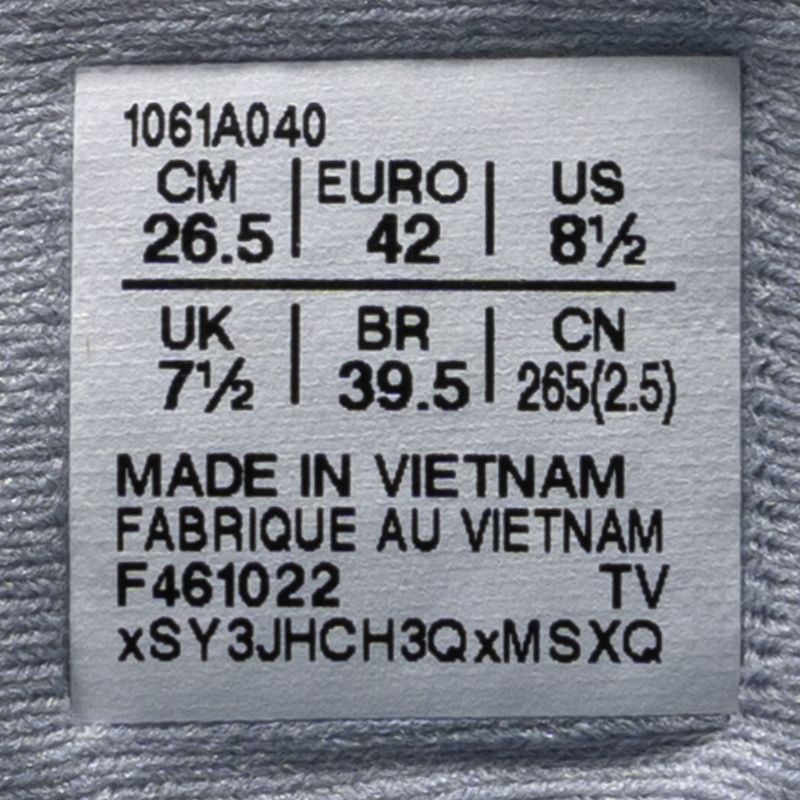 1061A040
CM | EURO | US
26.5 | 42 | 8½
UK | BR | CN
7½ | 39.5 | 265(2.5)
MADE IN VIETNAM
FABRIQUE AU VIETNAM
F461022 TV
xSY3JHCH3QxMSXQ